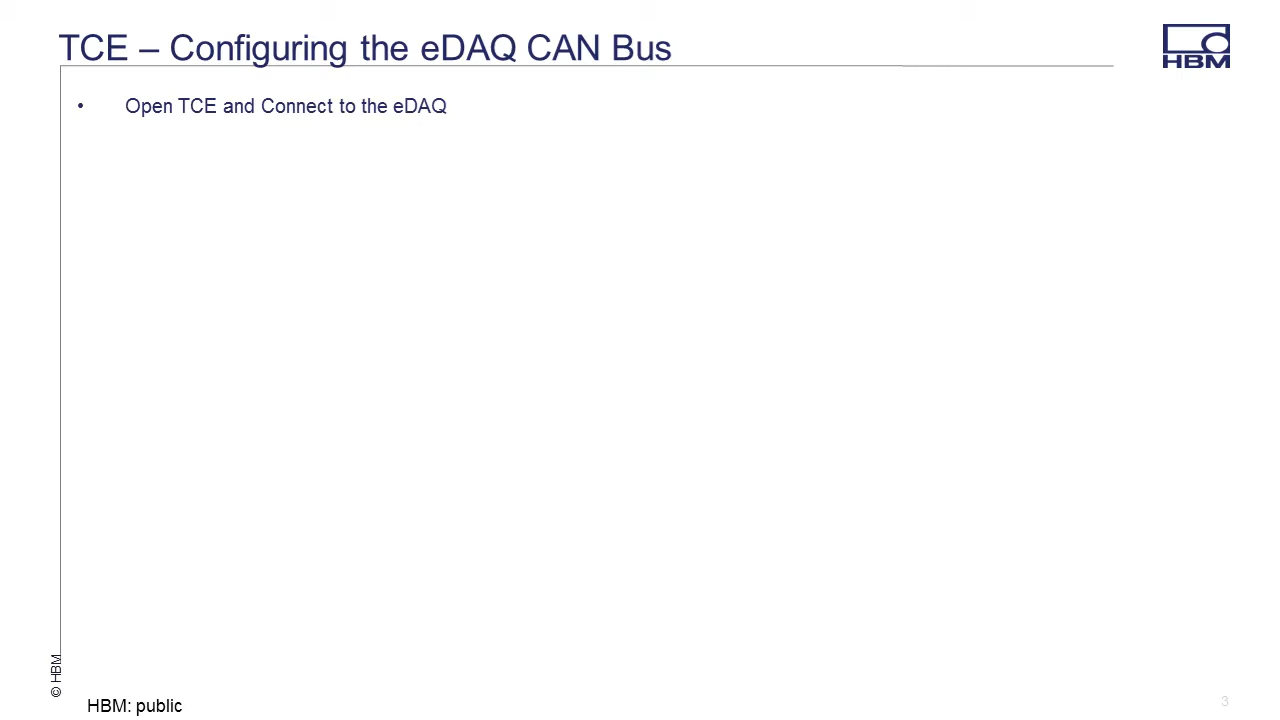 TCE – Configuring the eDAQ CAN Bus
HBM
• Open TCE and Connect to the eDAQ
© HBM
HBM: public
3